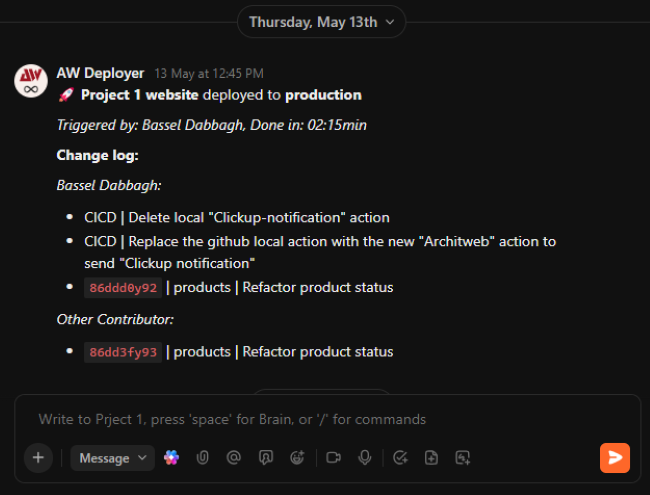 Thursday, May 13th
AW
AW Deployer 13 May at 12:45 PM
🚀 Project 1 website deployed to production
Triggered by: Bassel Dabbagh, Done in: 02:15min
Change log:
Bassel Dabbagh:
• CICD | Delete local "Clickup-notification" action
• CICD | Replace the github local action with the new "Architweb" action to
send "Clickup notification"
• 86ddd0y92 | products | Refactor product status
Other Contributor:
• 86dd3fy93 | products | Refactor product status
Write to Prject 1, press 'space' for Brain, or '/' for commands
Message